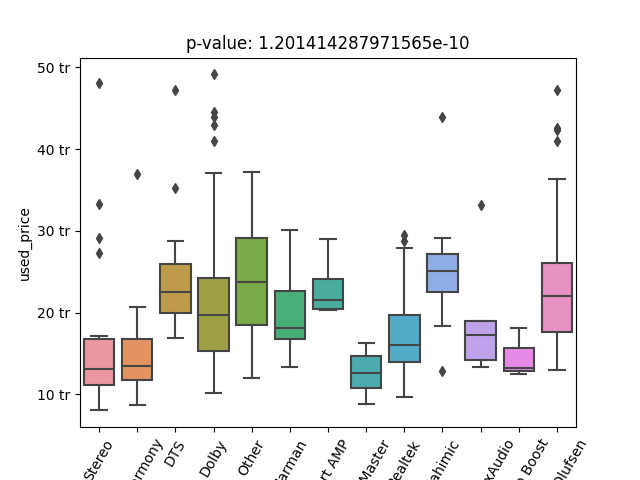 p-value: 1.201414287971565e-10
used_price
50 tr
40 tr
30 tr
20 tr
10 tr
Stereo
rmony
DTS
Dolby
Other
arman
rt AMP
Master
ealtek
ahimic
xAudio
Boost
Olufsen